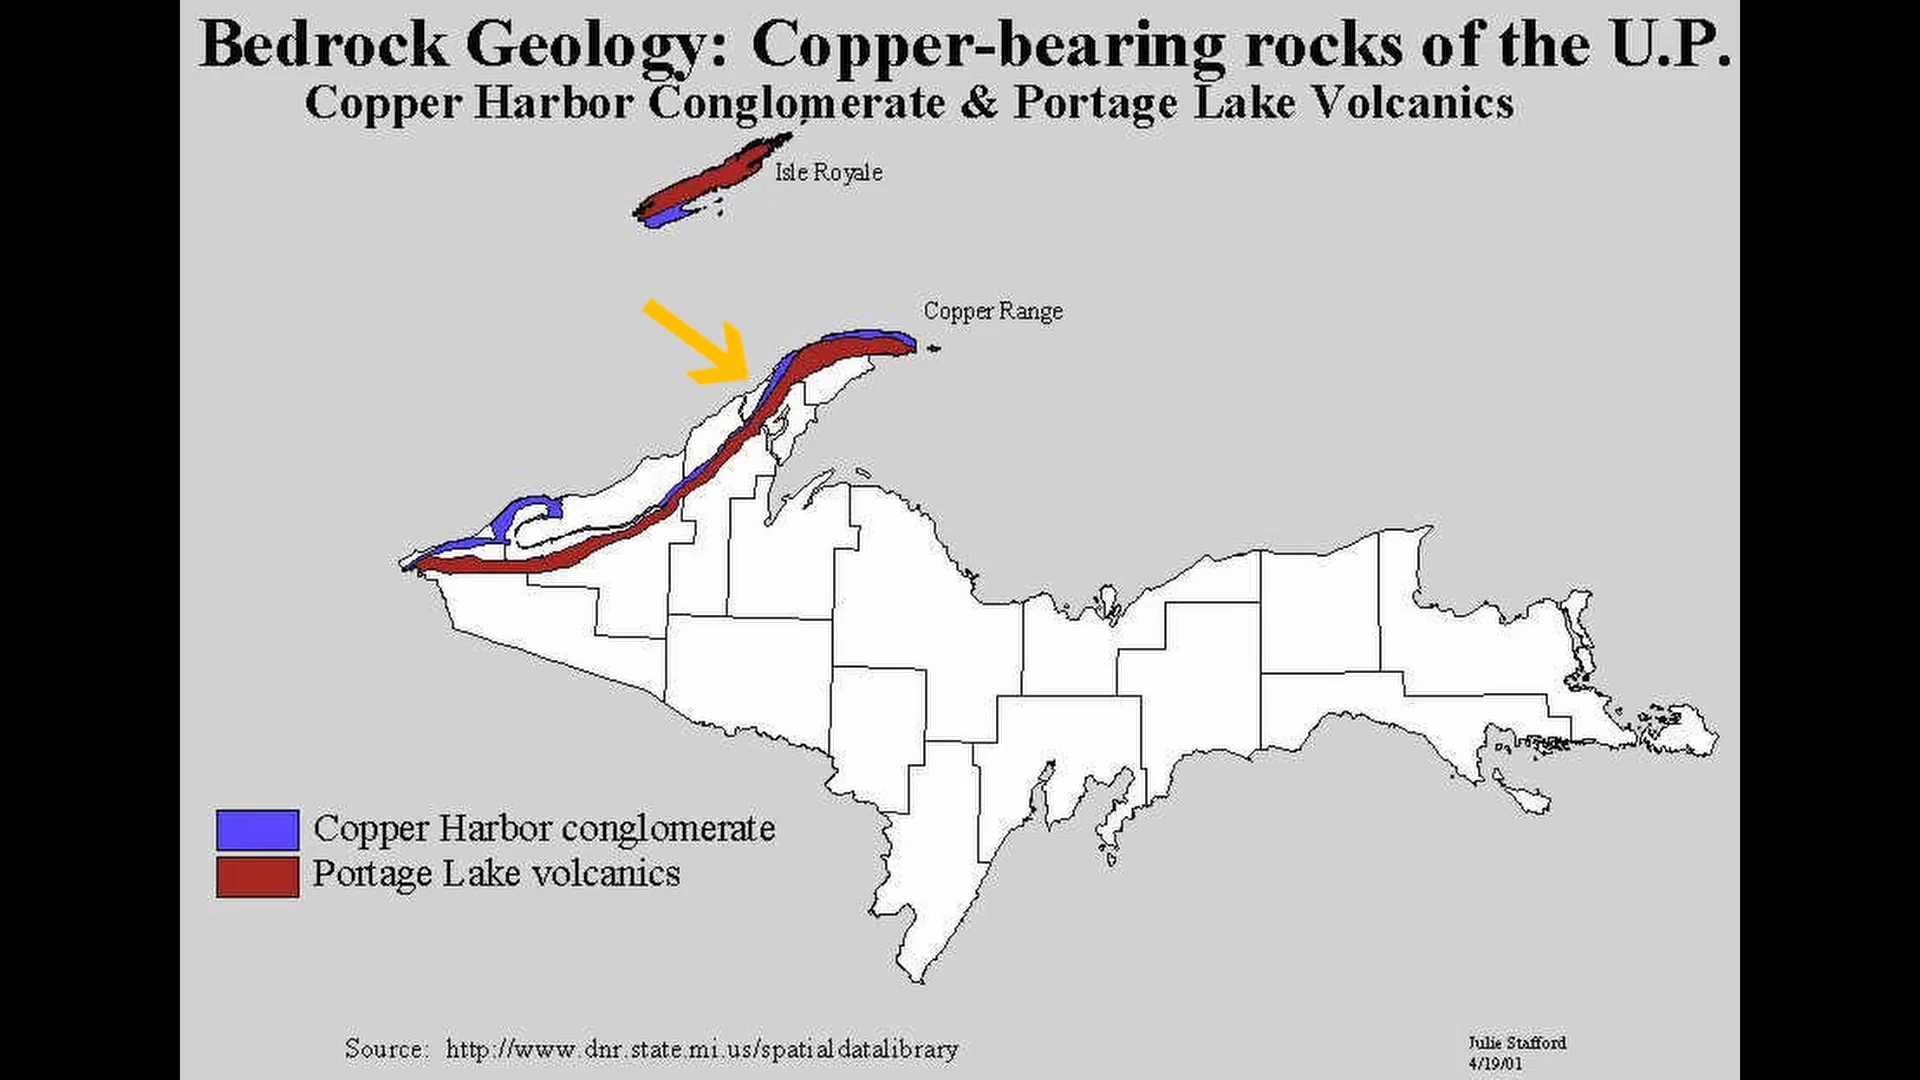 Bedrock Geology: Copper-bearing rocks of the U.P.
Copper Harbor Conglomerate & Portage Lake Volcanics
Isle Royale
Copper Range
Copper Harbor conglomerate
Portage Lake volcanics
Source: http://www.dnr.state.mi.us/spatialdatalibrary
Julie Stafford
4/19/01